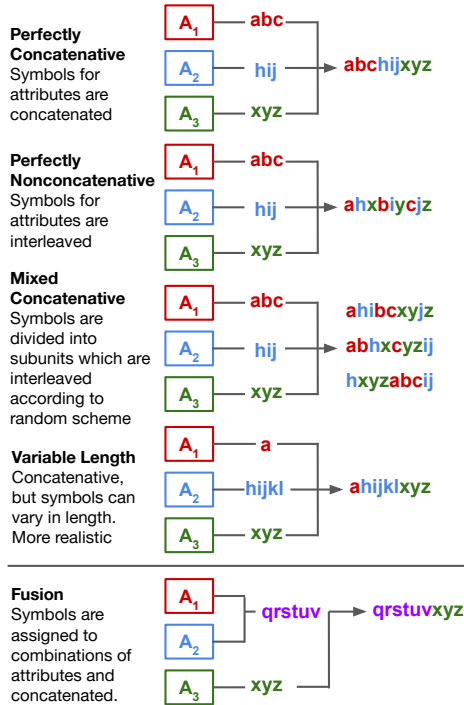 Perfectly
Concatenative
Symbols for
attributes are
concatenated
A1
abc
A2
hij
A3
xyz
abchijxyz
Perfectly
Nonconcatenative
Symbols for
attributes are
interleaved
A1
abc
A2
hij
A3
xyz
ahxbiycjz
Mixed
Concatenative
Symbols are
divided into
subunits which are
interleaved
according to
random scheme
A1
abc
A2
hij
A3
xyz
ahibcxyjz
abhxcyzij
hxyzabcij
Variable Length
Concatenative,
but symbols can
vary in length.
More realistic
A1
a
A2
hijkl
A3
xyz
ahijklxyz
Fusion
Symbols are
assigned to
combinations of
attributes and
concatenated.
A1
A2
qrstuv
A3
xyz
qrstuvxyz